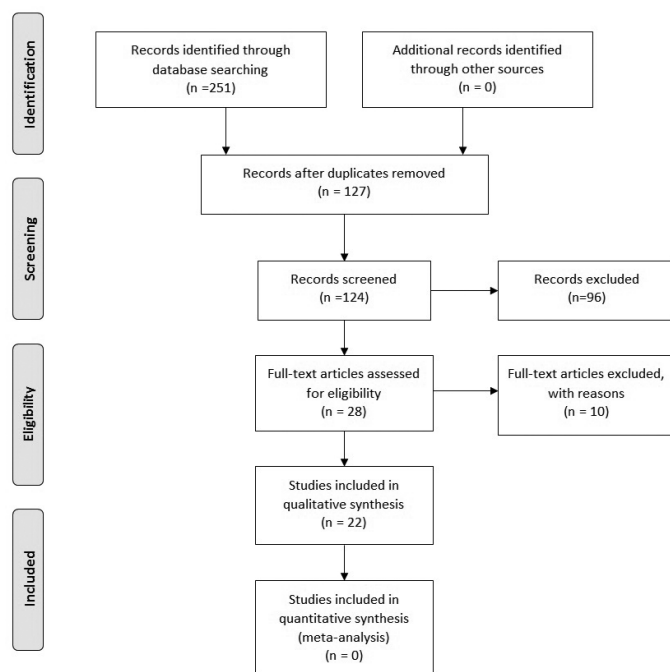 Identification
Records identified through
database searching
(n =251)
Additional records identified
through other sources
(n = 0)
Records after duplicates removed
(n = 127)
Screening
Records screened
(n =124)
Records excluded
(n=96)
Eligibility
Full-text articles assessed
for eligibility
(n = 28)
Full-text articles excluded,
with reasons
(n = 10)
Studies included in
qualitative synthesis
(n = 22)
Included
Studies included in
quantitative synthesis
(meta-analysis)
(n = 0)